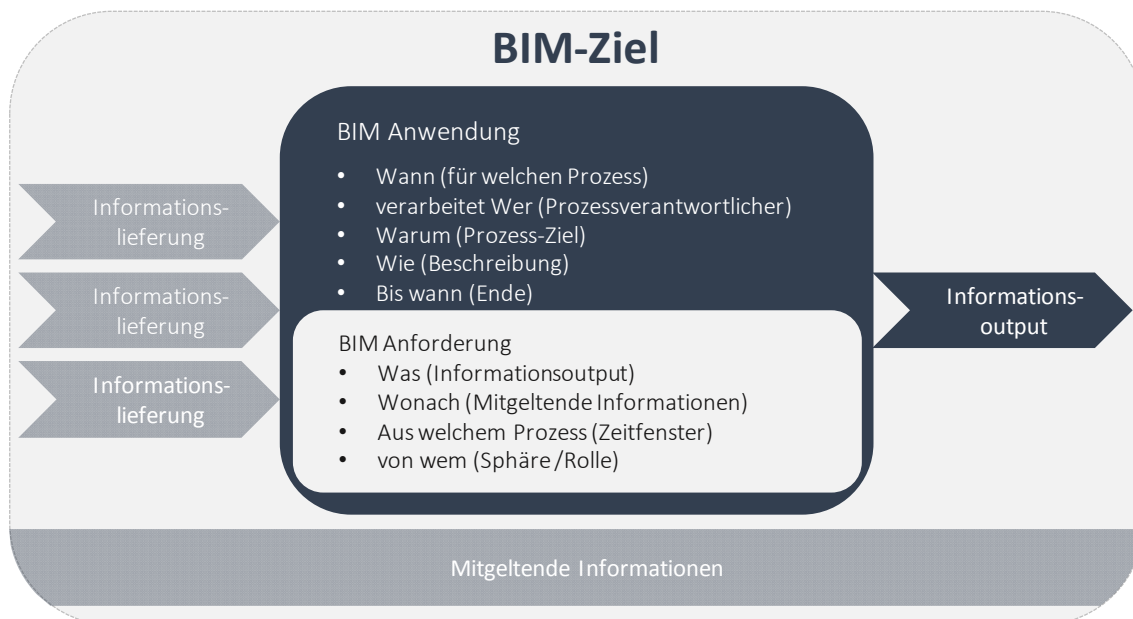 BIM-Ziel
BIM Anwendung
• Wann (für welchen Prozess)
• verarbeitet Wer (Prozessverantwortlicher)
• Warum (Prozess-Ziel)
• Wie (Beschreibung)
• Bis wann (Ende)
BIM Anforderung
• Was (Informationsoutput)
• Wonach (Mitgeltende Informationen)
• Aus welchem Prozess (Zeitfenster)
• von wem (Sphäre /Rolle)
Informations-
lieferung
Informations-
lieferung
Informations-
lieferung
Informations-
output
Mitgeltende Informationen